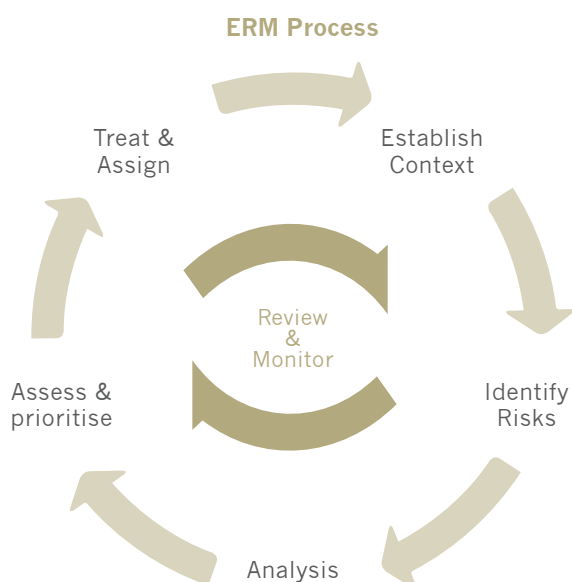 ERM Process
Treat &
Assign
Establish
Context
Review
&
Monitor
Assess &
prioritise
Identify
Risks
Analysis